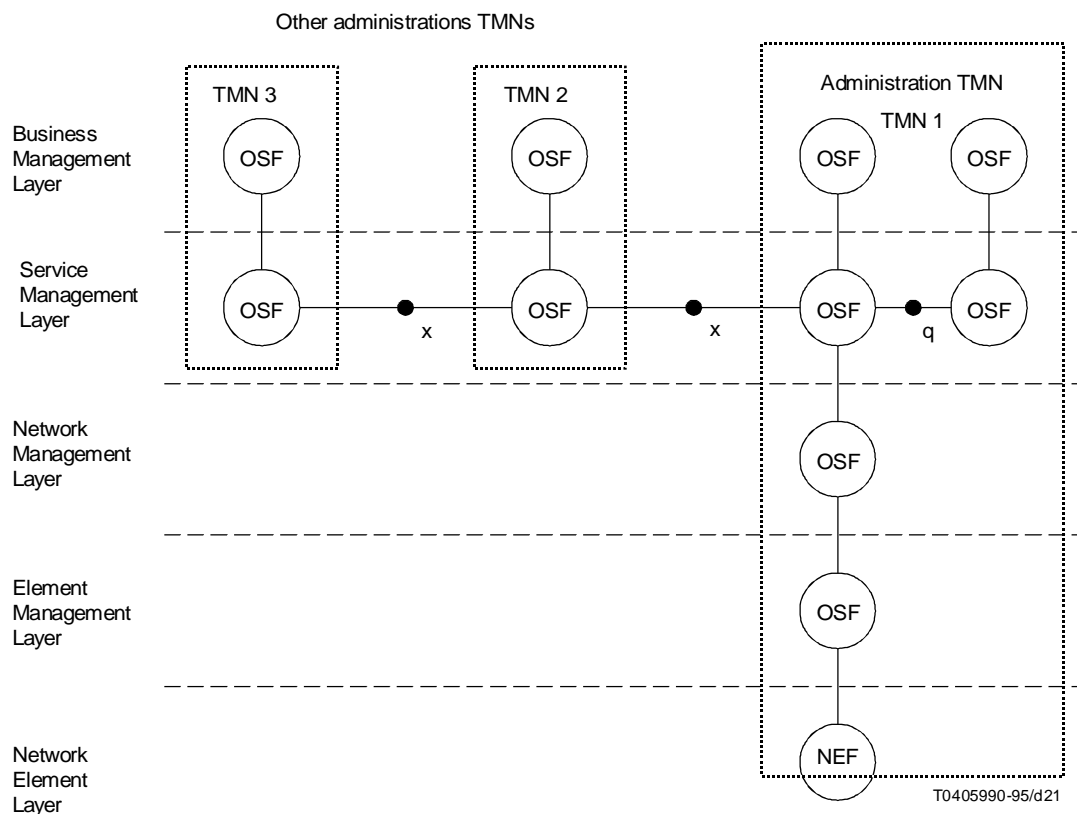 Other administrations TMNs
TMN 3
TMN 2
Administration TMN
TMN 1
Business
Management
Layer
OSF
OSF
OSF
OSF
Service
Management
Layer
OSF
x
OSF
x
OSF
q
OSF
Network
Management
Layer
OSF
Element
Management
Layer
OSF
Network
Element
Layer
NEF
T0405990-95/d21